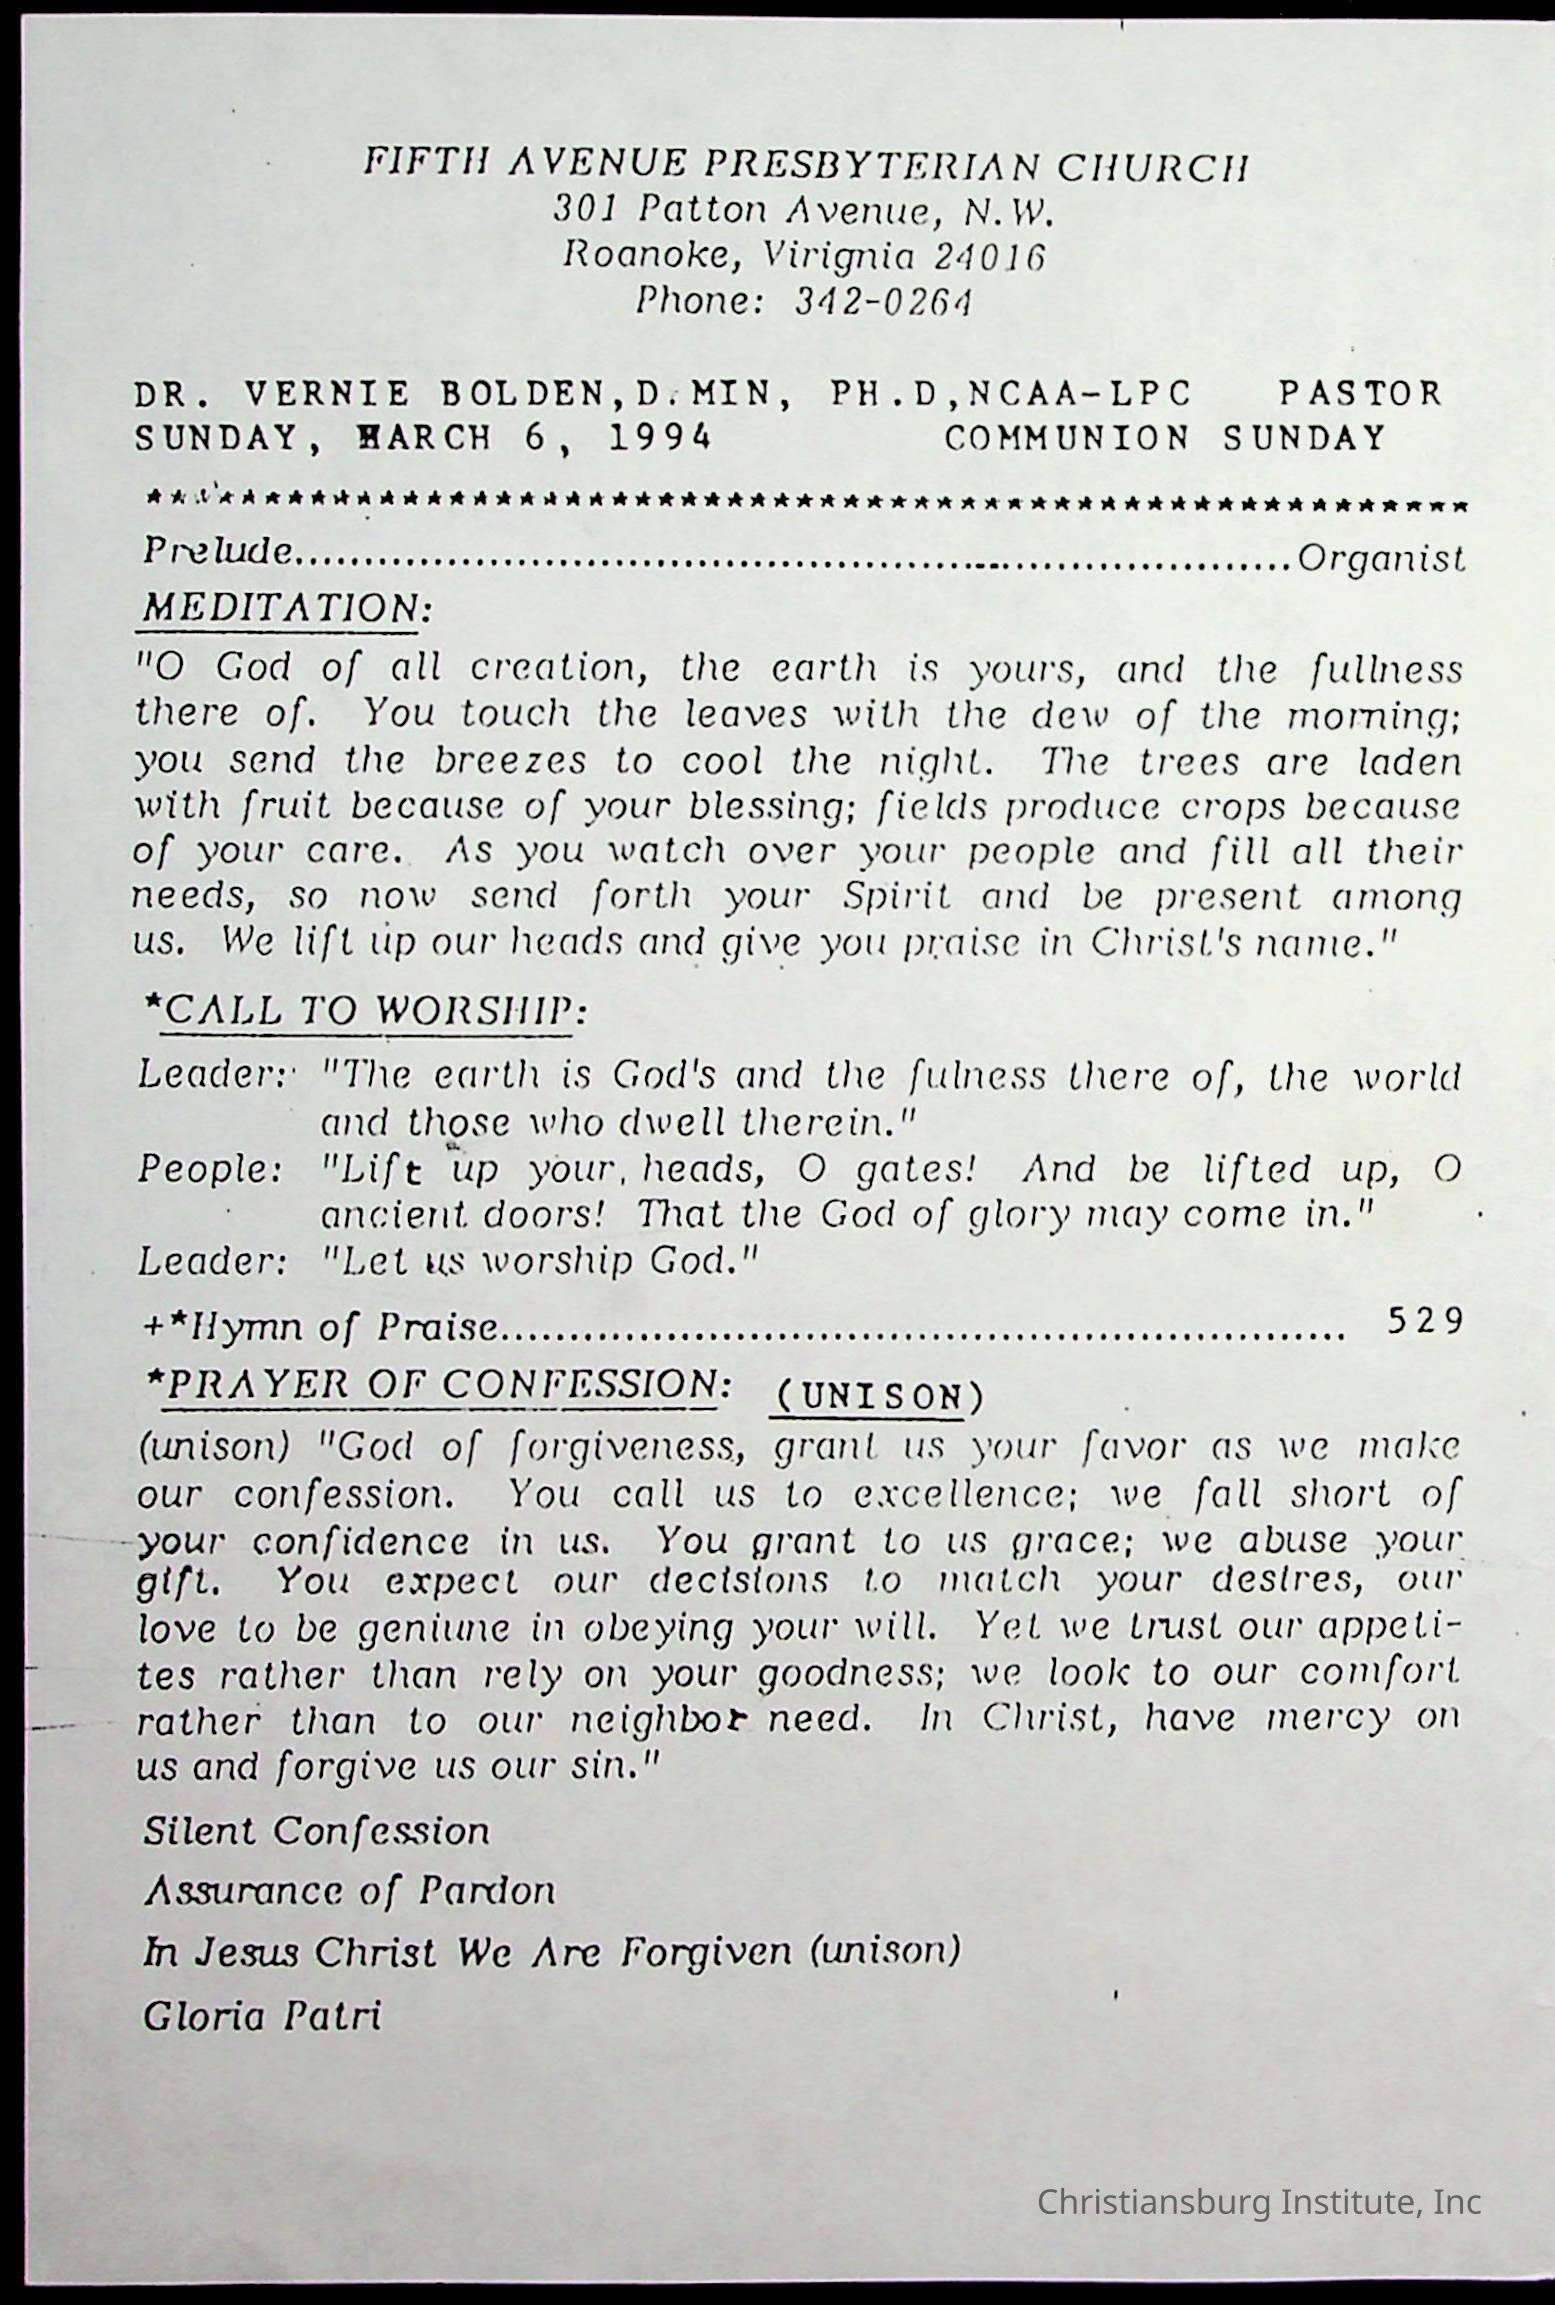 FIFTH AVENUE PRESBYTERIAN CHURCH
301 Patton Avenue, N.W.
Roanoke, Virignia 24016
Phone: 342-0264
DR. VERNIE BOLDEN,D.MIN, PH.D,NCAA-LPC PASTOR
SUNDAY, MARCH 6, 1994 COMMUNION SUNDAY
*********************************************************
Prelude..........................................................................Organist
MEDITATION:
"O God of all creation, the earth is yours, and the fullness
there of. You touch the leaves with the dew of the morning;
you send the breezes to cool the night. The trees are laden
with fruit because of your blessing; fields produce crops because
of your care. As you watch over your people and fill all their
needs, so now send forth your Spirit and be present among
us. We lift up our heads and give you praise in Christ's name."
*CALL TO WORSHIP:
Leader: "The earth is God's and the fulness there of, the world
and those who dwell therein."
People: "Lift up your, heads, O gates! And be lifted up, O
ancient doors! That the God of glory may come in."
Leader: "Let us worship God."
+*Hymn of Praise............................................................... 529
*PRAYER OF CONFESSION: (UNISON)
(unison) "God of forgiveness, grant us your favor as we make
our confession. You call us to excellence; we fall short of
your confidence in us. You grant to us grace; we abuse your
gift. You expect our decisions to match your desires, our
love to be geniune in obeying your will. Yet we trust our appeti-
tes rather than rely on your goodness; we look to our comfort
rather than to our neighbor need. In Christ, have mercy on
us and forgive us our sin."
Silent Confession
Assurance of Pardon
In Jesus Christ We Are Forgiven (unison)
Gloria Patri
Christiansburg Institute, Inc